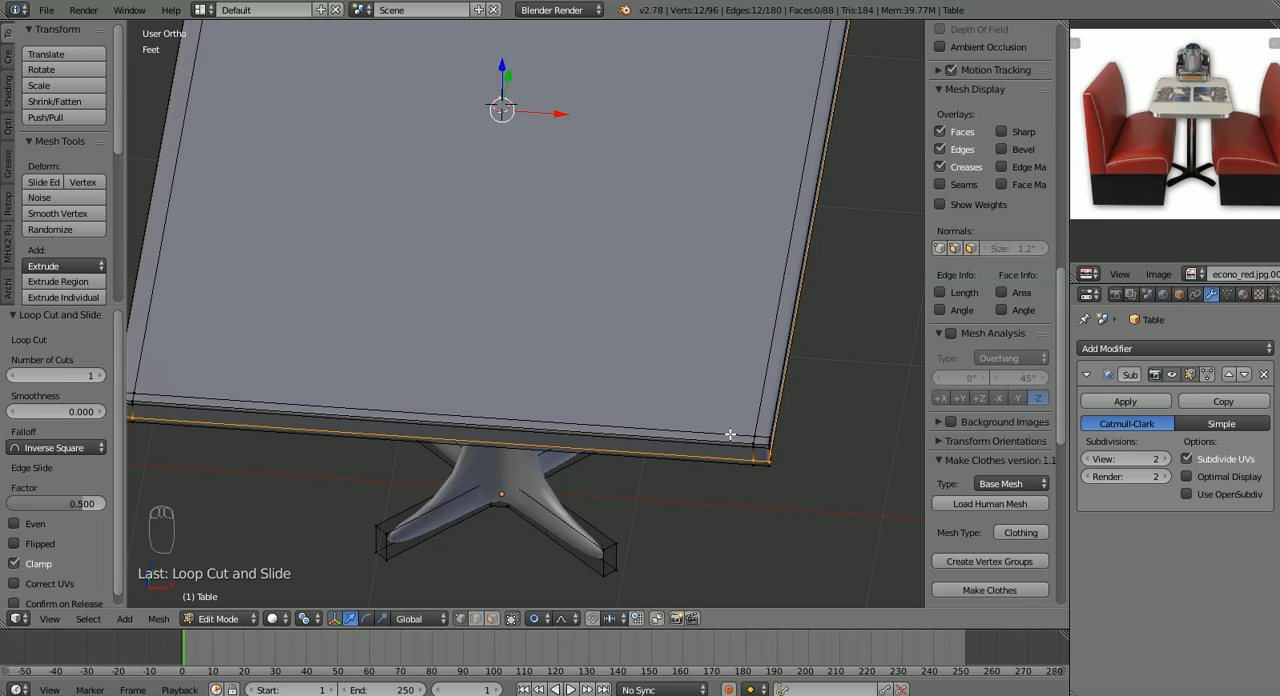 File Render Window Help Default Scene Blender Render v2.78 | Verts:12/96 | Edges:12/180 | Faces:0/88 | Tris:184 | Mem:39.77M | Table
Transform
Translate
Rotate
Scale
Shrink/Fatten
Push/Pull
Mesh Tools
Deform:
Slide Ed Vertex
Noise
Smooth Vertex
Randomize
Add:
Extrude
Extrude Region
Extrude Individual
To
Cre
Shading
Opti
Grease
Retop
MHX2 Ru
Archi
Loop Cut and Slide
Loop Cut
Number of Cuts
1
Smoothness
0.000
Falloff
Inverse Square
Edge Slide
Factor
0.500
Even
Flipped
Clamp
Correct UVs
Confirm on Release
User Ortho
Feet
Last: Loop Cut and Slide
(1) Table
Depth Of Field
Ambient Occlusion
Motion Tracking
Mesh Display
Overlays:
Faces Sharp
Edges Bevel
Creases Edge Ma
Seams Face Ma
Show Weights
Normals:
Size: 1.2"
Edge Info: Face Info:
Length Area
Angle Angle
Mesh Analysis
Type: Overhang
0° 45°
+X +Y +Z -X -Y -Z
Background Images
Transform Orientations
Make Clothes version:
Type: Base Mesh
Load Human Mesh
Mesh Type: Clothing
Create Vertex Groups
Make Clothes
View Image econo_red.jpg.00
Table
Add Modifier
Sub
Apply Copy
Catmull-Clark Simple
Subdivisions: Options:
View: 2 Subdivide UVs
Render: 2 Optimal Display
Use OpenSubdiv
View Select Add Mesh Edit Mode Global
-50 -40 -30 -20 -10 0 10 20 30 40 50 60 70 80 90 100 110 120 130 140 150 160 170 180 190 200 210 220 230 240 250 260 270 280
View Marker Frame Playback Start: 1 End: 250 1 No Sync